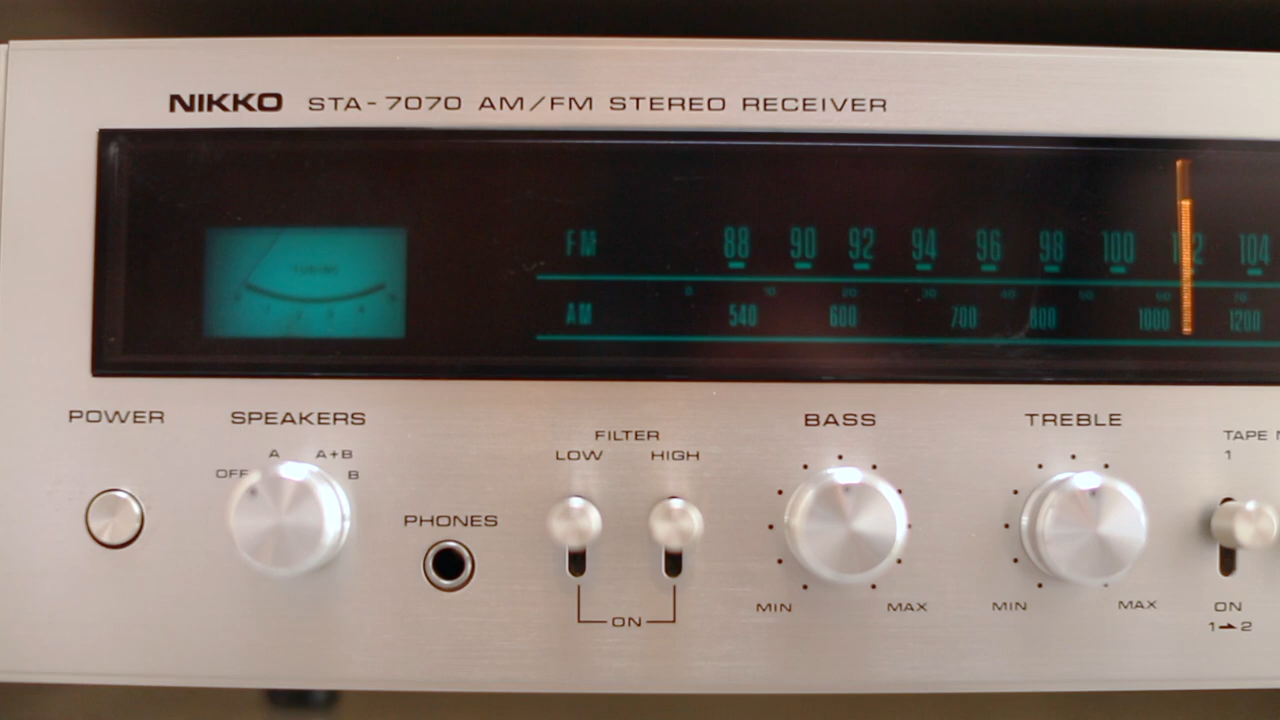 NIKKO STA-7070 AM/FM STEREO RECEIVER
TUNING
FM 88 90 92 94 96 98 100 102 104
0 10 20 30 40 50 60 70
AM 540 600 700 800 1000 1200
POWER
SPEAKERS
OFF A A+B B
PHONES
FILTER
LOW HIGH
ON
BASS
MIN MAX
TREBLE
MIN MAX
TAPE
1
ON
1→2